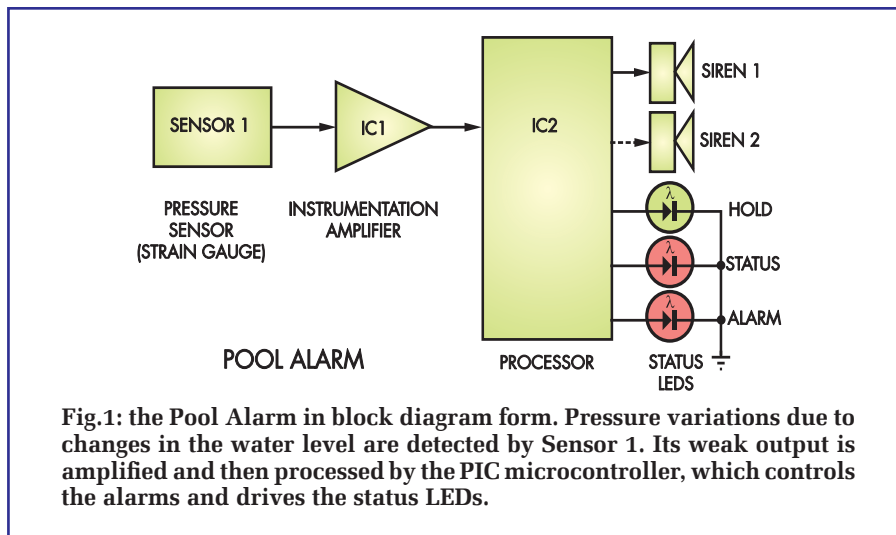 SENSOR 1
PRESSURE
SENSOR
(STRAIN GAUGE)
IC1
INSTRUMENTATION
AMPLIFIER
IC2
PROCESSOR
SIREN 1
SIREN 2
λ
HOLD
λ
STATUS
λ
ALARM
STATUS
LEDS
POOL ALARM
Fig.1: the Pool Alarm in block diagram form. Pressure variations due to
changes in the water level are detected by Sensor 1. Its weak output is
amplified and then processed by the PIC microcontroller, which controls
the alarms and drives the status LEDs.